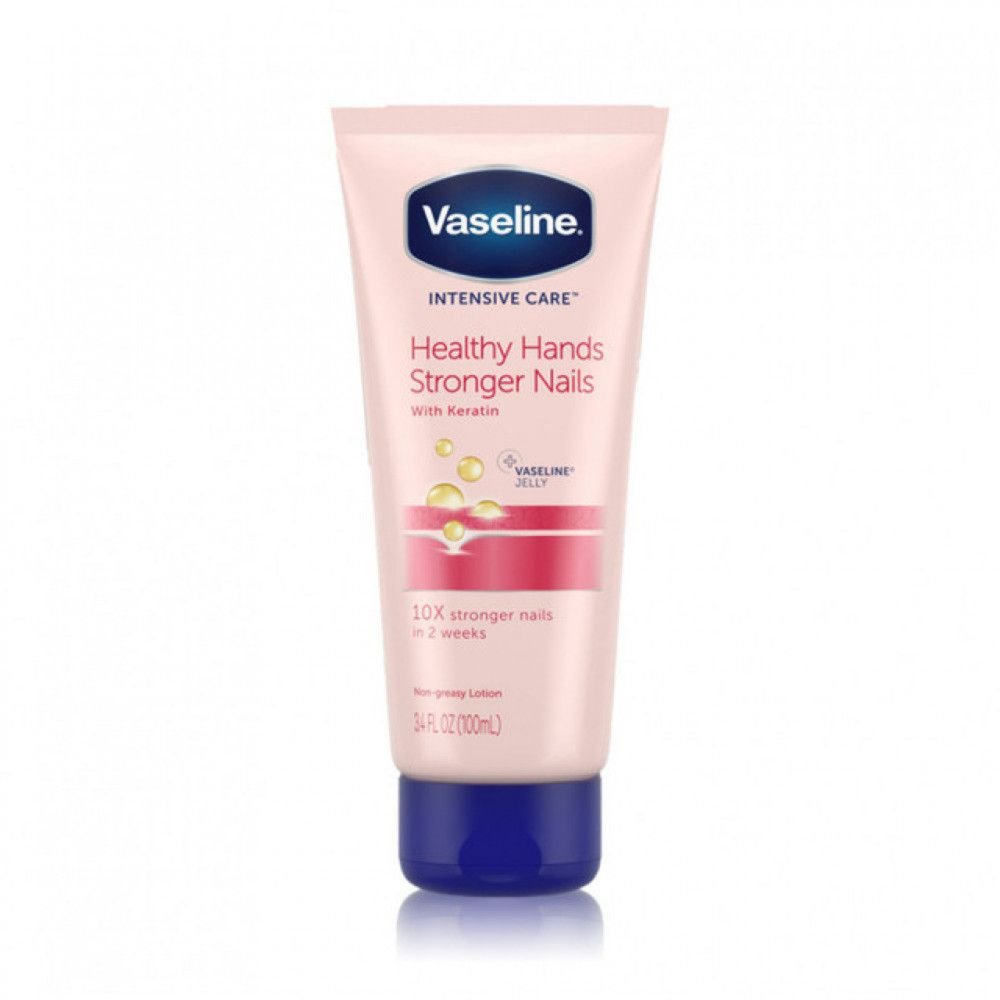 Vaseline.
INTENSIVE CARE™
Healthy Hands
Stronger Nails
With Keratin
VASELINE®
JELLY
10X stronger nails
in 2 weeks
Non-greasy Lotion
3.4 FL OZ (100mL)